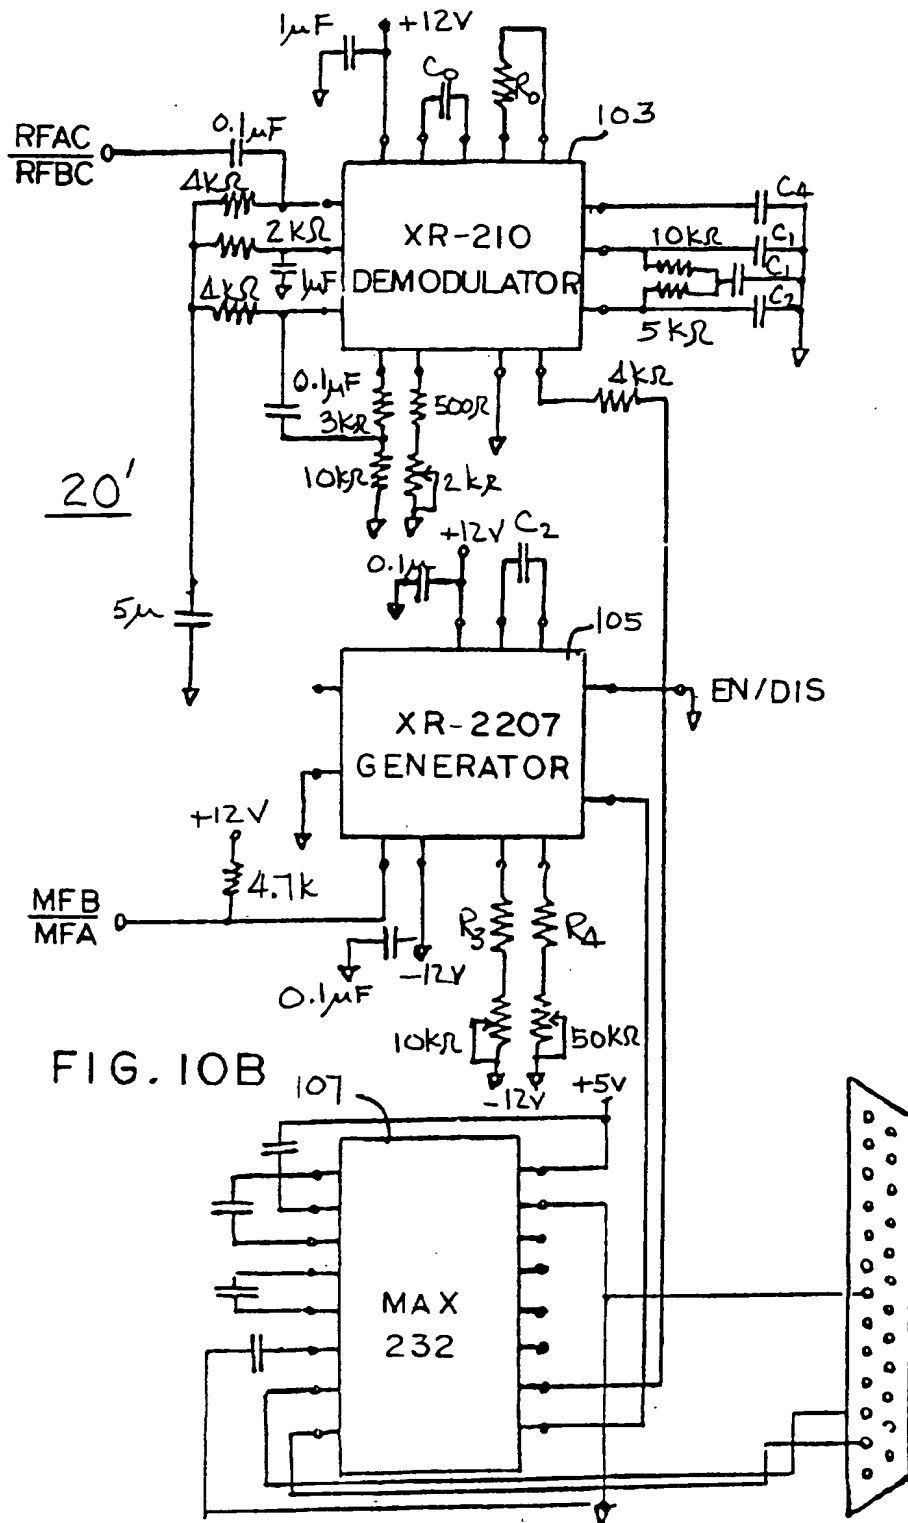 1μF
+12V
C0
R0
103
RFAC
RFBC
0.1μF
4kΩ
2kΩ
1μF
4kΩ
XR-210
DEMODULATOR
C4
10kΩ
C1
C1
C2
5kΩ
0.1μF
3kΩ
500Ω
4kΩ
10kΩ
2kΩ
20'
+12V
C2
0.1μF
5μ
105
XR-2207
GENERATOR
EN/DIS
+12V
4.7k
MFB
MFA
0.1μF
-12V
R3
R4
10kΩ
50kΩ
-12V
+5V
FIG. 10B
107
MAX
232